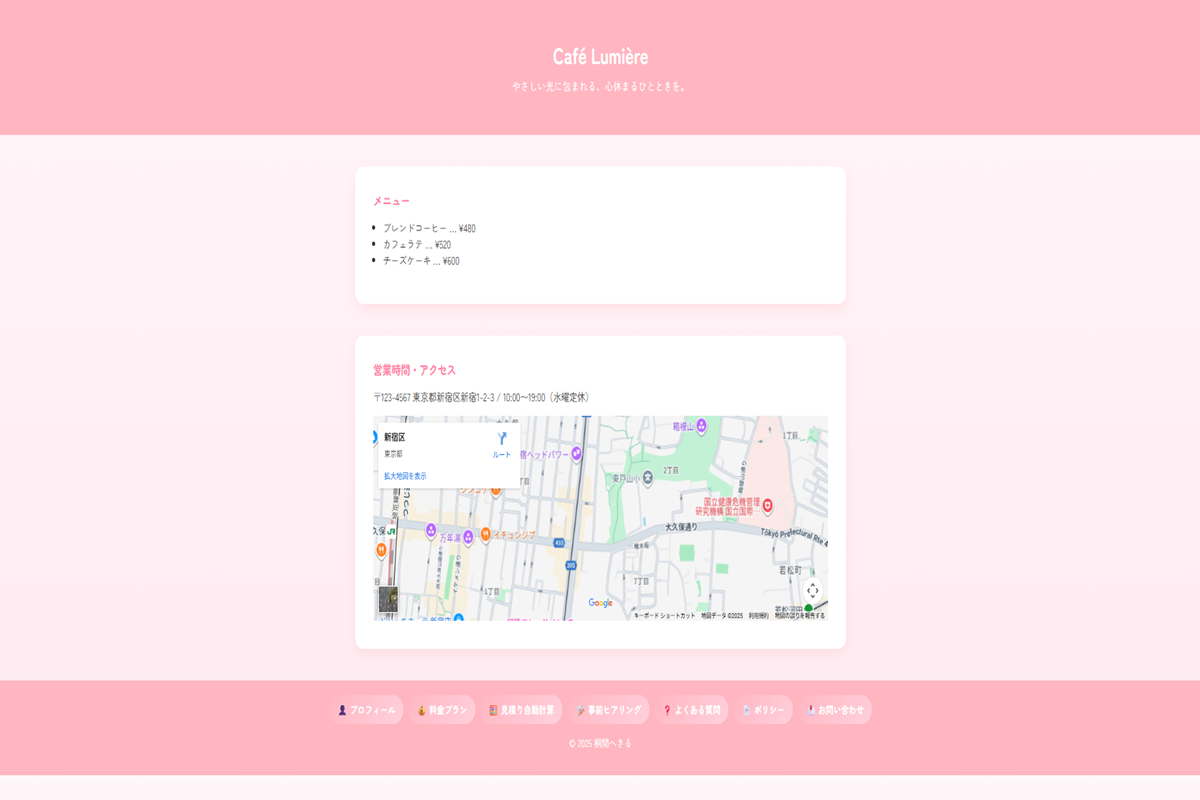 Café Lumière
やさしい光に包まれる、心休まるひとときを。
メニュー
ブレンドコーヒー … ¥480
カフェラテ … ¥520
チーズケーキ … ¥600
営業時間・アクセス
〒123-4567 東京都新宿区新宿1-2-3 / 10:00〜19:00（水曜定休）
新宿区
東京都
ルート
拡大地図を表示
箱根山
1丁目
宿ヘッドパワー
2丁目
東戸山小
丁目
国立健康危機管理
研究機構 国立国際…
大久保通り
Tokyo Prefectural Rte 4
久保
JR
万年湯
イチョンジプ
433
305
若松町
7丁目
1丁目
Google
キーボード ショートカット
地図データ ©2025
利用規約
地図の誤りを報告する
プロフィール
料金プラン
見積り自動計算
事前ヒアリング
よくある質問
ポリシー
お問い合わせ
© 2025 桐間へきる